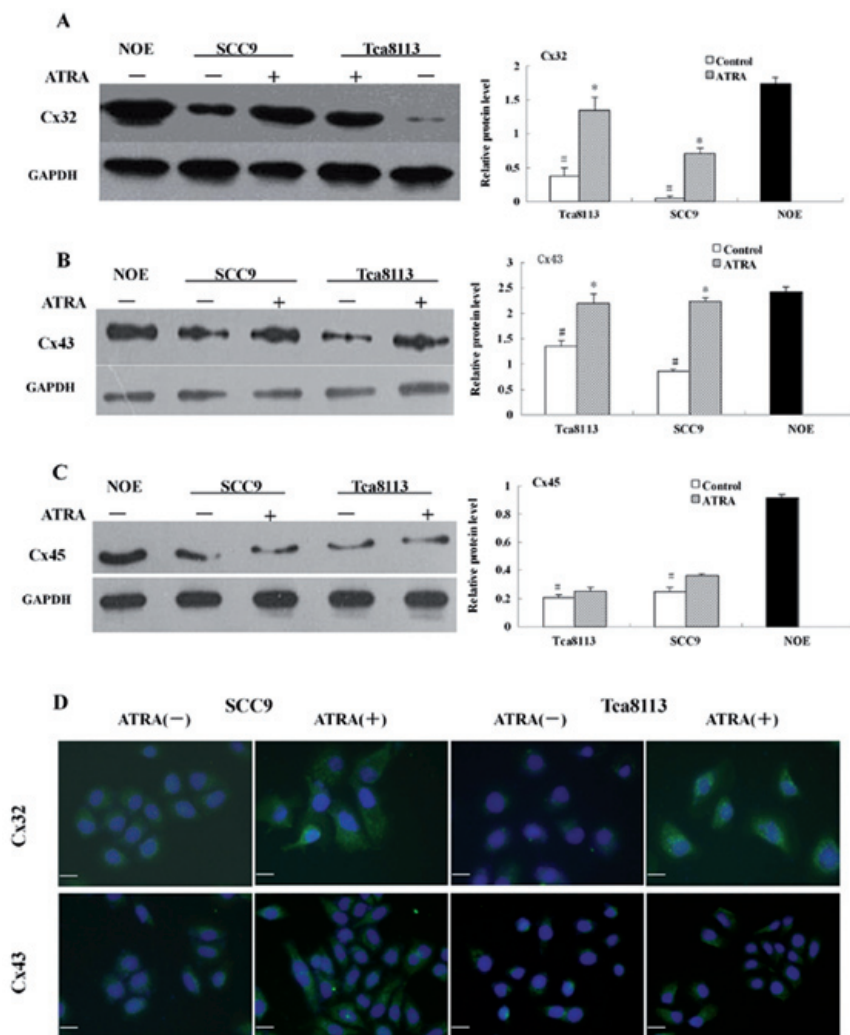 A
NOE SCC9 Tca8113
ATRA — — + + —
Cx32
GAPDH
Cx32
Control
ATRA
Relative protein level
2
1.5
1
0.5
0
* * # #
Tca8113 SCC9 NOE
B
NOE SCC9 Tca8113
ATRA — — + — +
Cx43
GAPDH
Cx43
Control
ATRA
Relative protein level
3
2.5
2
1.5
1
0.5
0
* * # #
Tca8113 SCC9 NOE
C
NOE SCC9 Tca8113
ATRA — — + — +
Cx45
GAPDH
Cx45
Control
ATRA
Relative protein level
1
0.8
0.6
0.4
0.2
0
# #
Tca8113 SCC9 NOE
D
SCC9 Tca8113
ATRA(—) ATRA(+) ATRA(—) ATRA(+)
Cx32
Cx43